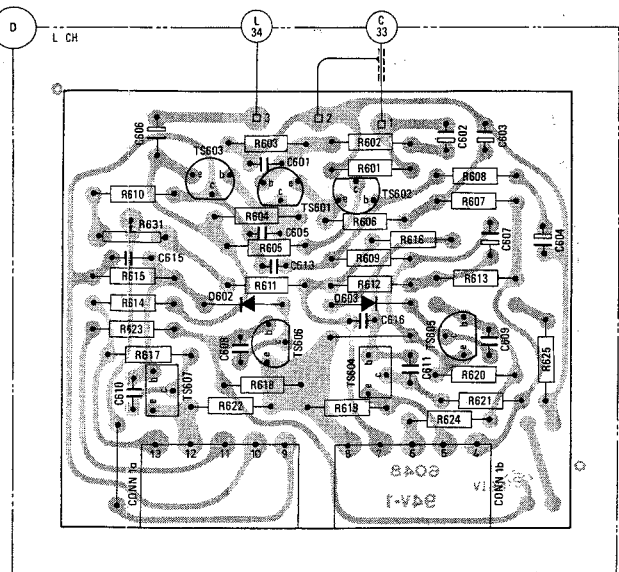 D
L CH
L
34
C
33
3
2
1
C606
R603
R602
C602
C603
TS603
C601
R601
R608
e
b
c
b
e
c
e
b
c
TS601
TS602
R610
R607
R604
R606
R631
C605
C607
C604
R605
R616
C615
C613
R609
R615
R611
R612
R613
D602
D603
R614
C616
R423
C608
b
c
e
TS606
TS605
b
c
e
C609
R625
R617
C611
b
c
e
TS607
TS604
b
c
e
R618
R620
C610
R622
R619
R621
R624
13
12
11
10
9
8
7
6
5
4
CONN 1a
CONN 1b
6048
94V-1